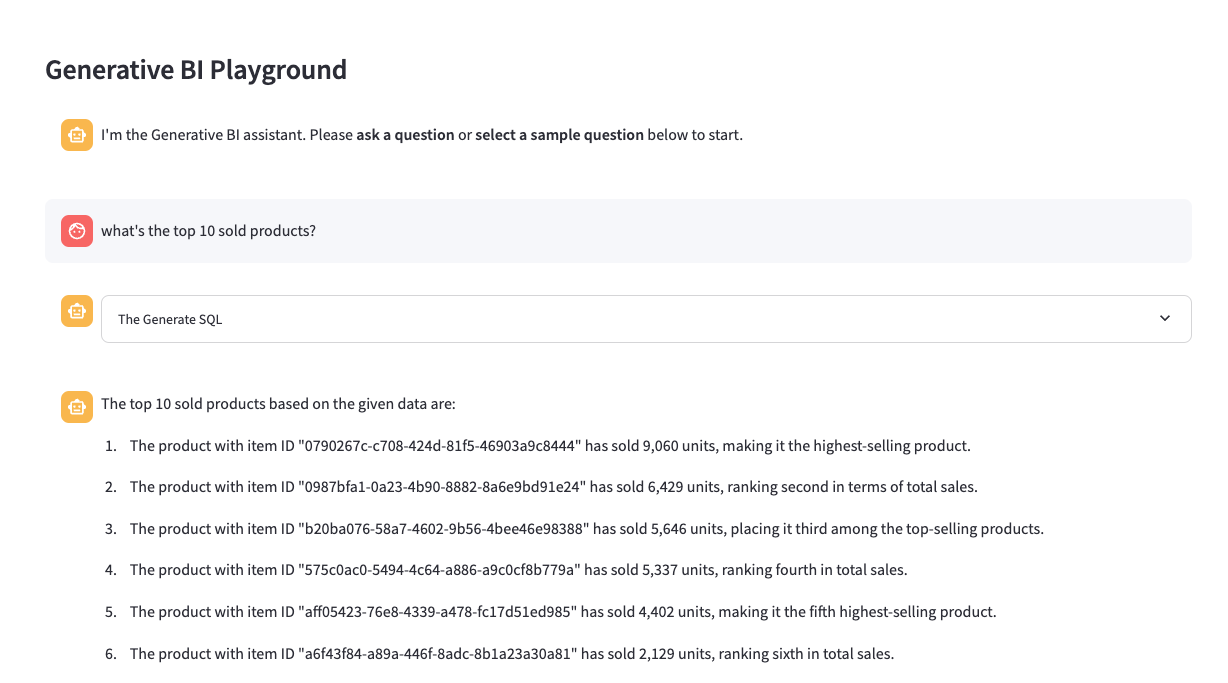 Generative BI Playground
I'm the Generative BI assistant. Please ask a question or select a sample question below to start.
what's the top 10 sold products?
The Generate SQL
The top 10 sold products based on the given data are:
1. The product with item ID "0790267c-c708-424d-81f5-46903a9c8444" has sold 9,060 units, making it the highest-selling product.
2. The product with item ID "0987bfa1-0a23-4b90-8882-8a6e9bd91e24" has sold 6,429 units, ranking second in terms of total sales.
3. The product with item ID "b20ba076-58a7-4602-9b56-4bee46e98388" has sold 5,646 units, placing it third among the top-selling products.
4. The product with item ID "575c0ac0-5494-4c64-a886-a9c0cf8b779a" has sold 5,337 units, ranking fourth in total sales.
5. The product with item ID "aff05423-76e8-4339-a478-fc17d51ed985" has sold 4,402 units, making it the fifth highest-selling product.
6. The product with item ID "a6f43f84-a89a-446f-8adc-8b1a23a30a81" has sold 2,129 units, ranking sixth in total sales.